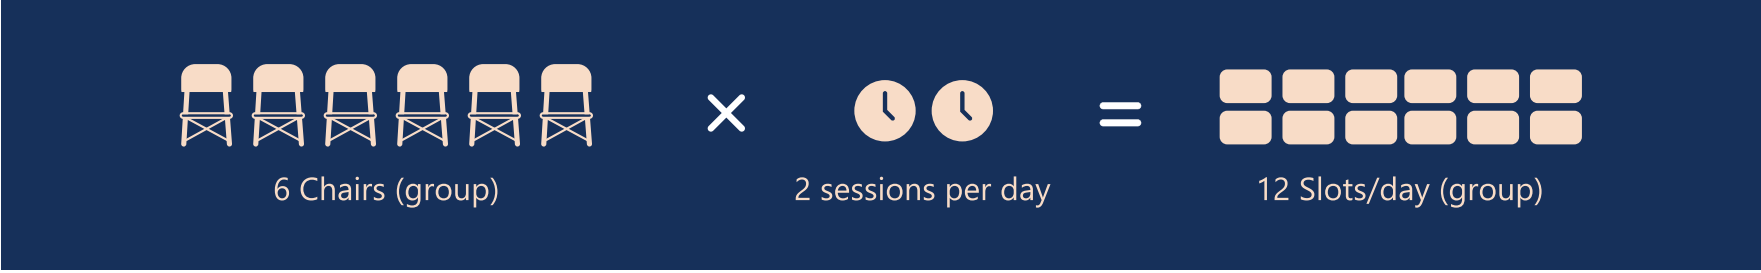 6 Chairs (group)
×
2 sessions per day
=
12 Slots/day (group)